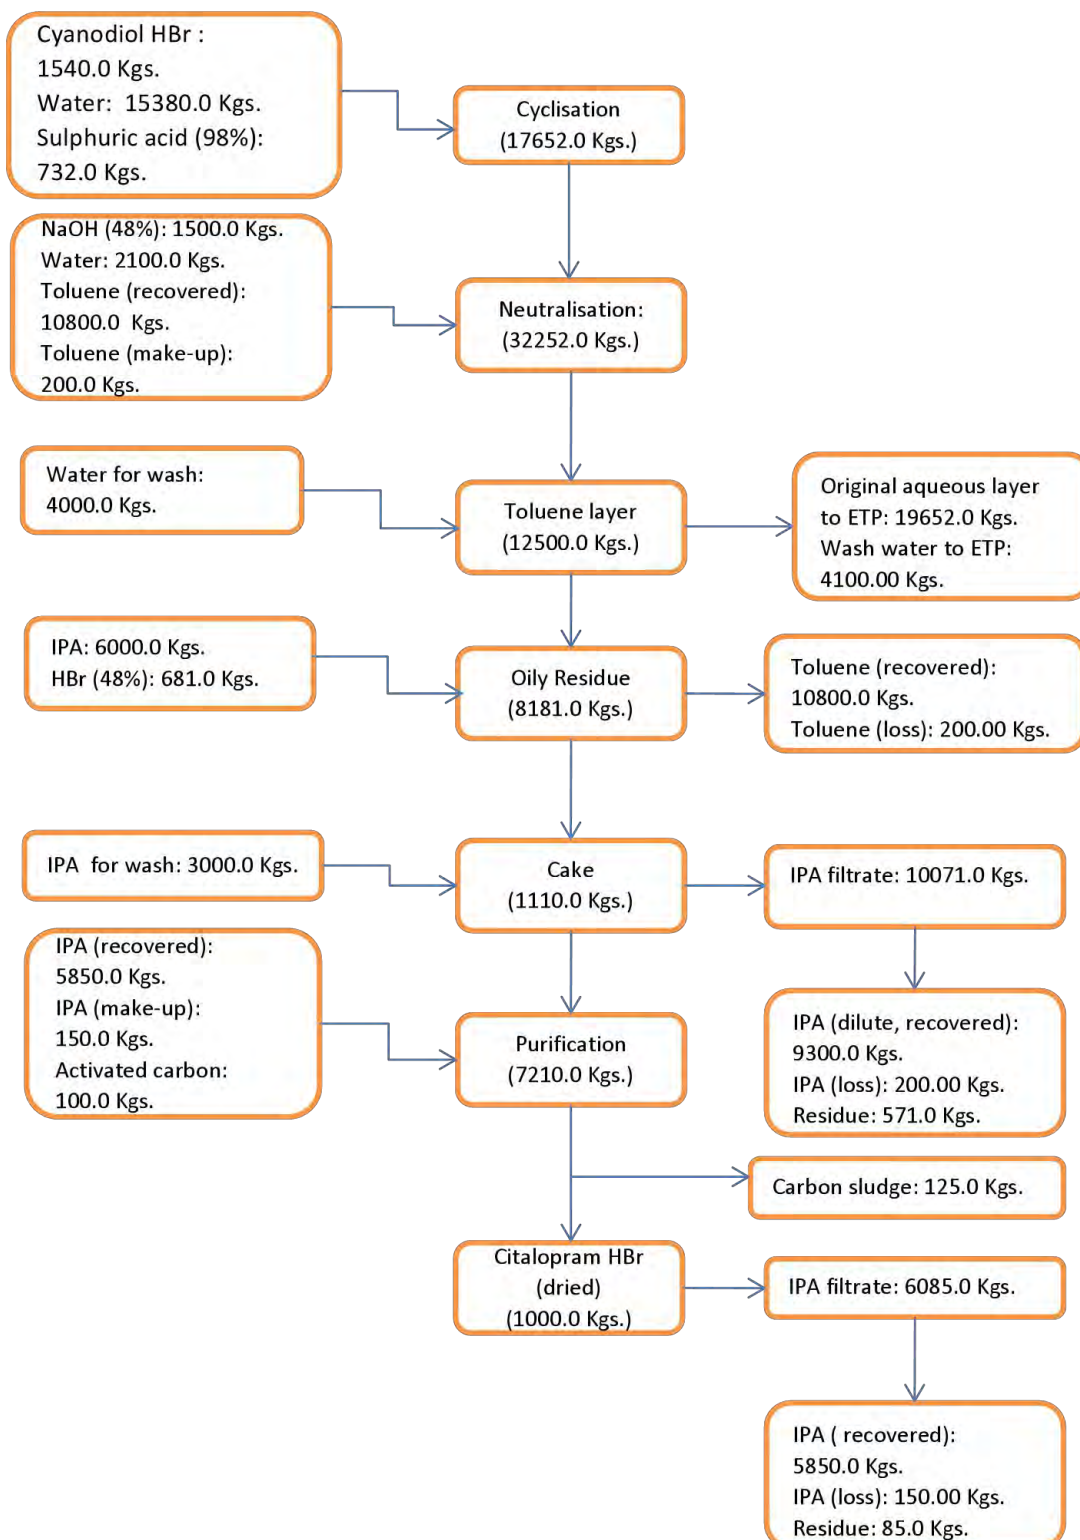 Cyanodiol HBr :
1540.0 Kgs.
Water:  15380.0 Kgs.
Sulphuric acid (98%):
732.0 Kgs.
Cyclisation
(17652.0 Kgs.)
NaOH (48%): 1500.0 Kgs.
Water: 2100.0 Kgs.
Toluene (recovered):
10800.0  Kgs.
Toluene (make-up):
200.0 Kgs.
Neutralisation:
(32252.0 Kgs.)
Water for wash:
4000.0 Kgs.
Toluene layer
(12500.0 Kgs.)
Original aqueous layer
to ETP: 19652.0 Kgs.
Wash water to ETP:
4100.00 Kgs.
IPA: 6000.0 Kgs.
HBr (48%): 681.0 Kgs.
Oily Residue
(8181.0 Kgs.)
Toluene (recovered):
10800.0 Kgs.
Toluene (loss): 200.00 Kgs.
IPA  for wash: 3000.0 Kgs.
Cake
(1110.0 Kgs.)
IPA filtrate: 10071.0 Kgs.
IPA (recovered):
5850.0 Kgs.
IPA (make-up):
150.0 Kgs.
Activated carbon:
100.0 Kgs.
Purification
(7210.0 Kgs.)
IPA (dilute, recovered):
9300.0 Kgs.
IPA (loss): 200.00 Kgs.
Residue: 571.0 Kgs.
Carbon sludge: 125.0 Kgs.
Citalopram HBr
(dried)
(1000.0 Kgs.)
IPA filtrate: 6085.0 Kgs.
IPA ( recovered):
5850.0 Kgs.
IPA (loss): 150.00 Kgs.
Residue: 85.0 Kgs.